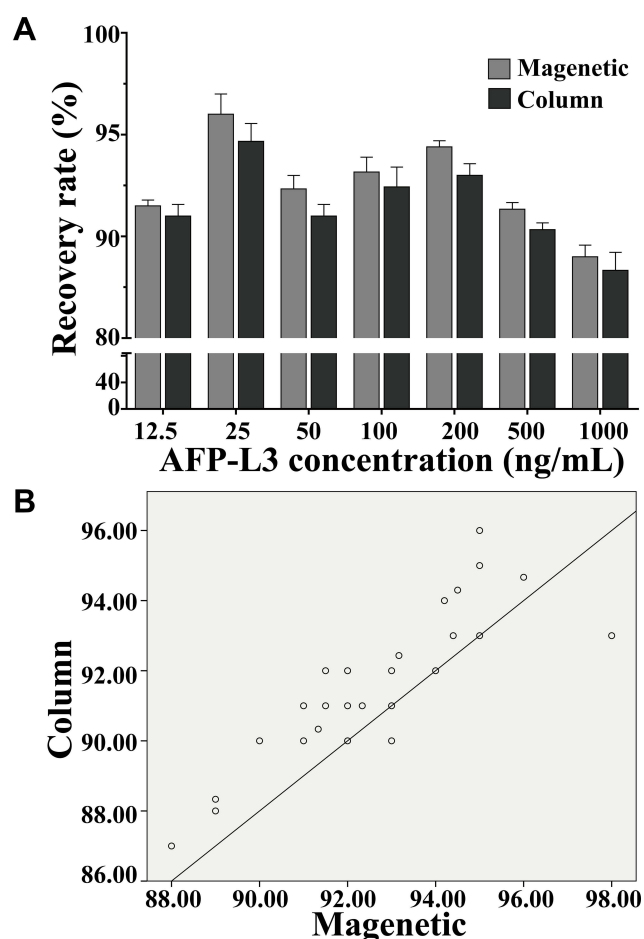 A
Recovery rate (%)
100
95
90
80
40
0
Magenetic
Column
12.5 25 50 100 200 500 1000
AFP-L3 concentration (ng/mL)
B
Column
96.00
94.00
92.00
90.00
88.00
86.00
88.00 90.00 92.00 94.00 96.00 98.00
Magenetic